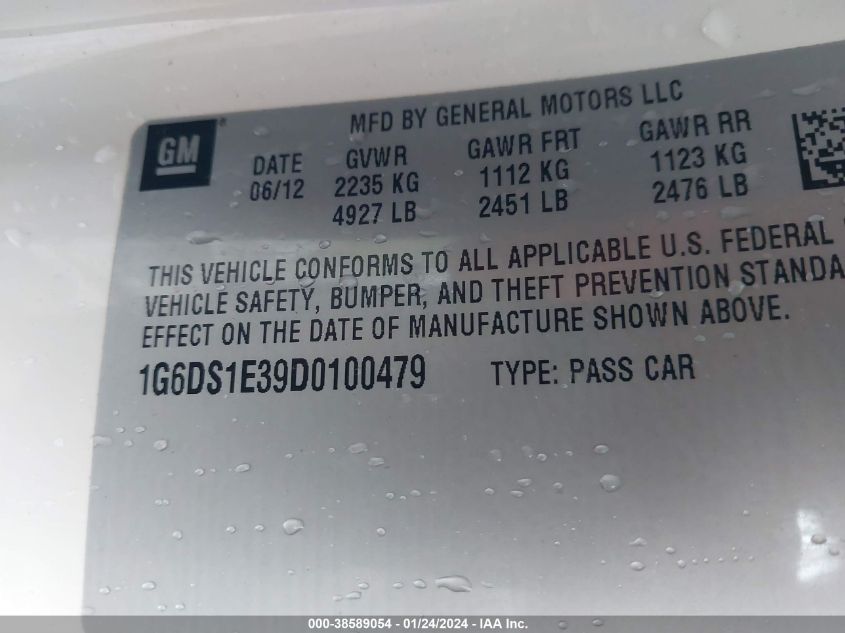 MFD BY GENERAL MOTORS LLC
GM®
DATE GVWR GAWR FRT GAWR RR
06/12 2235 KG 1112 KG 1123 KG
4927 LB 2451 LB 2476 LB
THIS VEHICLE CONFORMS TO ALL APPLICABLE U.S. FEDERAL
VEHICLE SAFETY, BUMPER, AND THEFT PREVENTION STANDA
EFFECT ON THE DATE OF MANUFACTURE SHOWN ABOVE.
1G6DS1E39D0100479 TYPE: PASS CAR
000-38589054 - 01/24/2024 - IAA Inc.